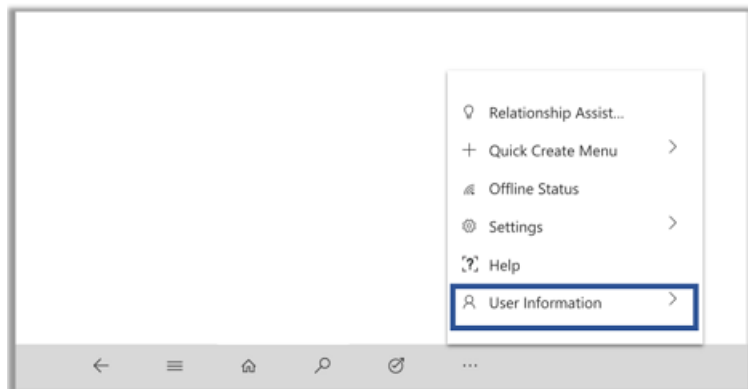 Relationship Assist...
Quick Create Menu
Offline Status
Settings
Help
User Information